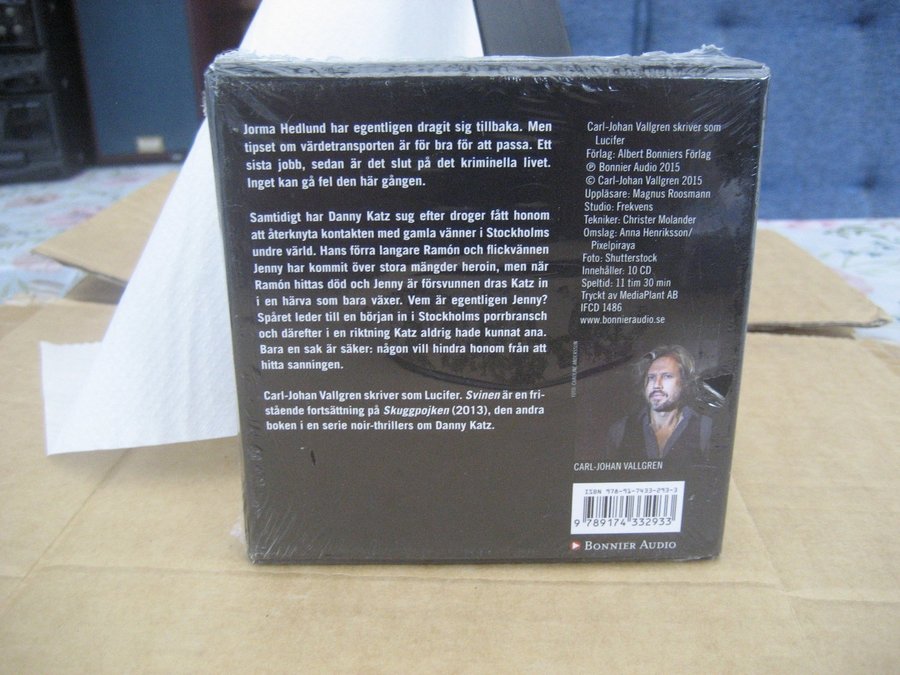 Jorma Hedlund har egentligen dragit sig tillbaka. Men
tipset om värdetransporten är för bra för att passa. Ett
sista jobb, sedan är det slut på det kriminella livet.
Inget kan gå fel den här gången.
Samtidigt har Danny Katz sug efter droger fått honom
att återknyta kontakten med gamla vänner i Stockholms
undre värld. Hans förra langare Ramón och flickvännen
Jenny har kommit över stora mängder heroin, men när
Ramón hittas död och Jenny är försvunnen dras Katz in
i en härva som bara växer. Vem är egentligen Jenny?
Spåret leder till en början in i Stockholms porrbransch
och därefter i en riktning Katz aldrig hade kunnat ana.
Bara en sak är säker: någon vill hindra honom från att
hitta sanningen.
Carl-Johan Vallgren skriver som Lucifer. Svinen är en fri-
stående fortsättning på Skuggpojken (2013), den andra
boken i en serie noir-thrillers om Danny Katz.
Carl-Johan Vallgren skriver som
Lucifer
Förlag: Albert Bonniers Förlag
℗ Bonnier Audio 2015
© Carl-Johan Vallgren 2015
Uppläsare: Magnus Roosmann
Studio: Frekvens
Tekniker: Christer Molander
Omslag: Anna Henriksson/
Pixelpiraya
Foto: Shutterstock
Innehåller: 10 CD
Speltid: 11 tim 30 min
Tryckt av MediaPlant AB
IFCD 1486
www.bonnieraudio.se
CARL-JOHAN VALLGREN
ISBN 978-91-7433-293-3
9 789174 332933
BONNIER AUDIO